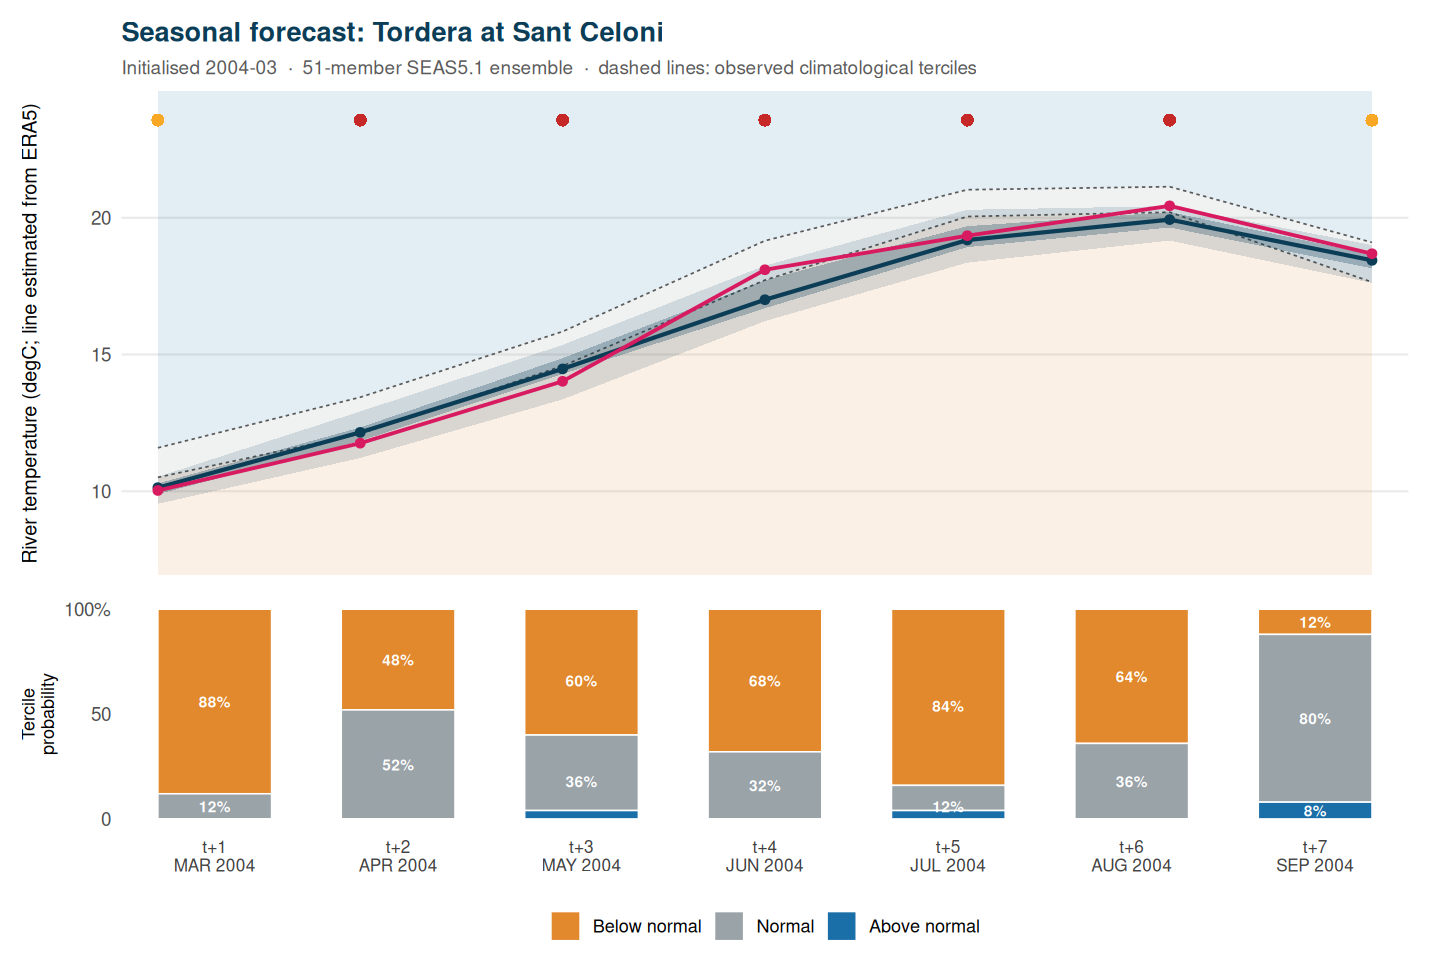 Seasonal forecast: Tordera at Sant Celoni
Initialised 2004-03 · 51-member SEAS5.1 ensemble · dashed lines: observed climatological terciles
River temperature (degC; line estimated from ERA5)
20
15
10
Tercile
probability
100%
50
0
88%
12%
48%
52%
60%
36%
68%
32%
84%
12%
64%
36%
12%
80%
8%
t+1
MAR 2004
t+2
APR 2004
t+3
MAY 2004
t+4
JUN 2004
t+5
JUL 2004
t+6
AUG 2004
t+7
SEP 2004
Below normal
Normal
Above normal